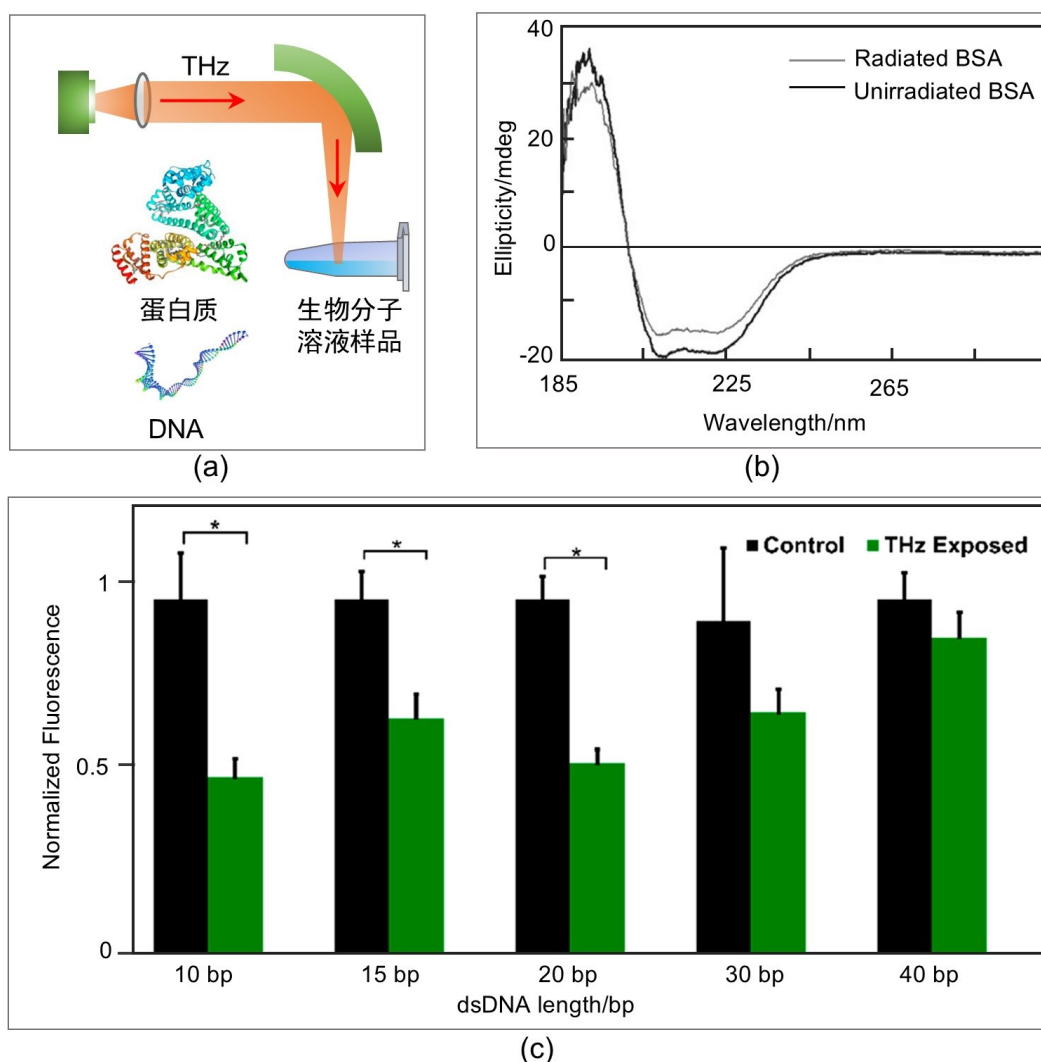 THz
蛋白质
生物分子
溶液样品
DNA
(a)
40
20
0
-20
185
225
265
Ellipticity/mdeg
Wavelength/nm
Radiated BSA
Unirradiated BSA
(b)
Normalized Fluorescence
1
0.5
0
*
*
*
Control
THz Exposed
10 bp
15 bp
20 bp
30 bp
40 bp
dsDNA length/bp
(c)